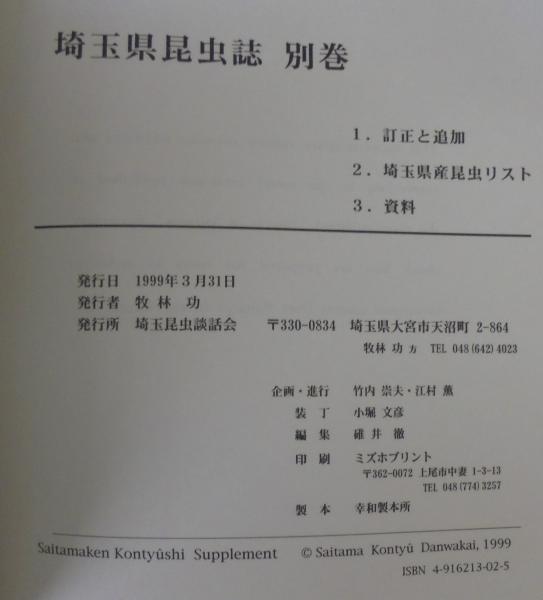 埼玉県昆虫誌 別巻
1. 訂正と追加
2. 埼玉県産昆虫リスト
3. 資料
発行日 1999年3月31日
発行者 牧林 功
発行所 埼玉昆虫談話会 〒330-0834 埼玉県大宮市天沼町 2-864
牧林 功 方 TEL 048(642)4023
企画・進行 竹内 崇夫・江村 薫
装丁 小堀 文彦
編集 碓井 徹
印刷 ミズホプリント
〒362-0072 上尾市中妻 1-3-13
TEL 048(774)3257
製本 幸和製本所
Saitamaken Kontyûshi Supplement © Saitama Kontyû Danwakai, 1999
ISBN 4-916213-02-5